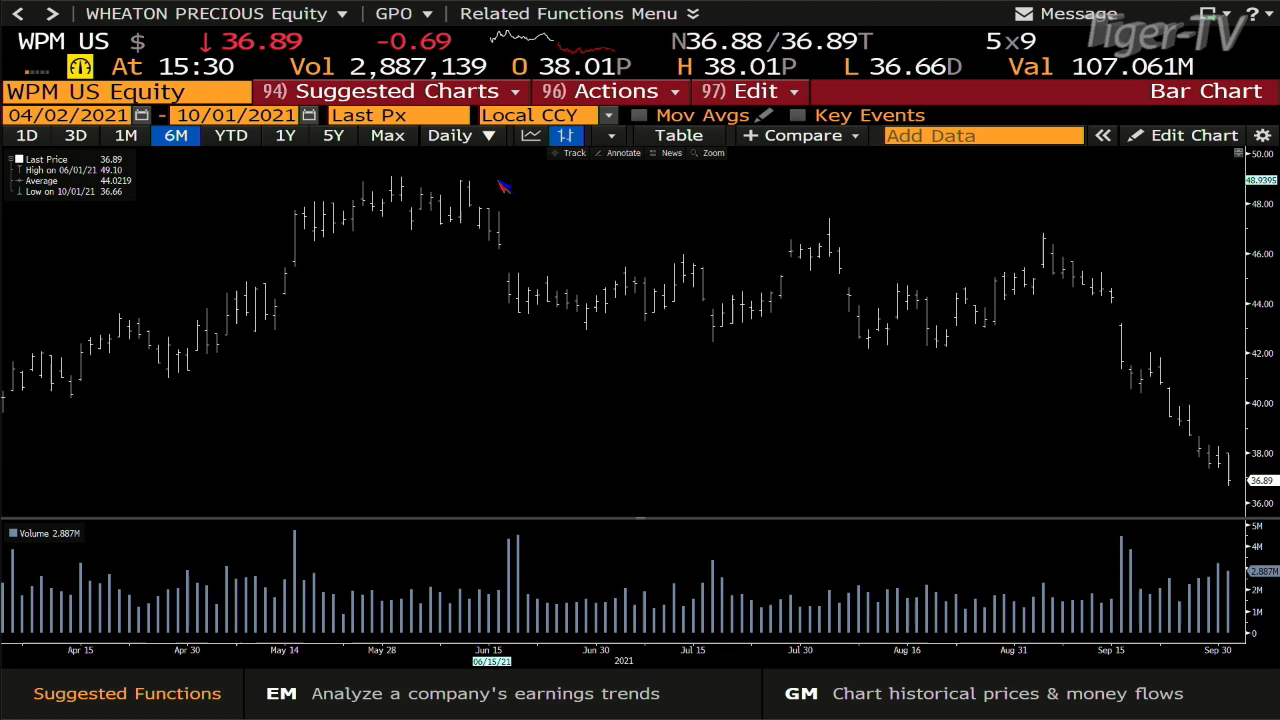 WHEATON PRECIOUS Equity GPO Related Functions Menu Message ?
Tiger-TV
WPM US $ ↓ 36.89 -0.69 N36.88 / 36.89T 5 x 9
At 15:30 Vol 2,887,139 O 38.01P H 38.01P L 36.66D Val 107.061M
WPM US Equity 94) Suggested Charts 96) Actions 97) Edit Bar Chart
04/02/2021 - 10/01/2021 Last Px Local CCY Mov Avgs Key Events
1D 3D 1M 6M YTD 1Y 5Y Max Daily ▼ Table + Compare Add Data « Edit Chart
Track Annotate News Zoom
Last Price 36.89
High on 06/01/21 49.10
Average 44.0219
Low on 10/01/21 36.66
50.00
48.9395
48.00
46.00
44.00
42.00
40.00
38.00
36.89
36.00
Volume 2.887M
5M
4M
2.887M
2M
1M
0
Apr 15 Apr 30 May 14 May 28 Jun 15 Jun 30 Jul 15 Jul 30 Aug 16 Aug 31 Sep 15 Sep 30
06/15/21 2021
Suggested Functions EM Analyze a company's earnings trends GM Chart historical prices & money flows